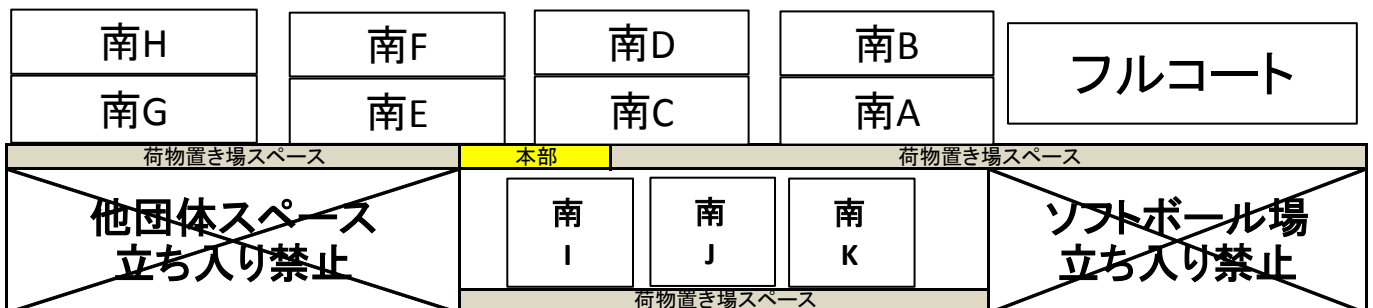 南H
南F
南D
南B
フルコート
南G
南E
南C
南A
荷物置き場スペース
本部
荷物置き場スペース
他団体スペース
立ち入り禁止
南
I
南
J
南
K
ソフトボール場
立ち入り禁止
荷物置き場スペース